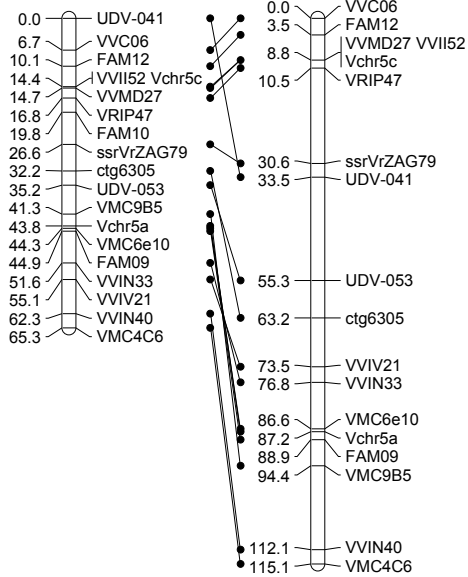 0.0 UDV-041
6.7 VVC06
10.1 FAM12
14.4 VVII52 Vchr5c
14.7 VVMD27
16.8 VRIP47
19.8 FAM10
26.6 ssrVrZAG79
32.2 ctg6305
35.2 UDV-053
41.3 VMC9B5
43.8 Vchr5a
44.3 VMC6e10
44.9 FAM09
51.6 VVIN33
55.1 VVIV21
62.3 VVIN40
65.3 VMC4C6
0.0 VVC06
3.5 FAM12
8.8 VVMD27 VVII52
Vchr5c
10.5 VRIP47
30.6 ssrVrZAG79
33.5 UDV-041
55.3 UDV-053
63.2 ctg6305
73.5 VVIV21
76.8 VVIN33
86.6 VMC6e10
87.2 Vchr5a
88.9 FAM09
94.4 VMC9B5
112.1 VVIN40
115.1 VMC4C6